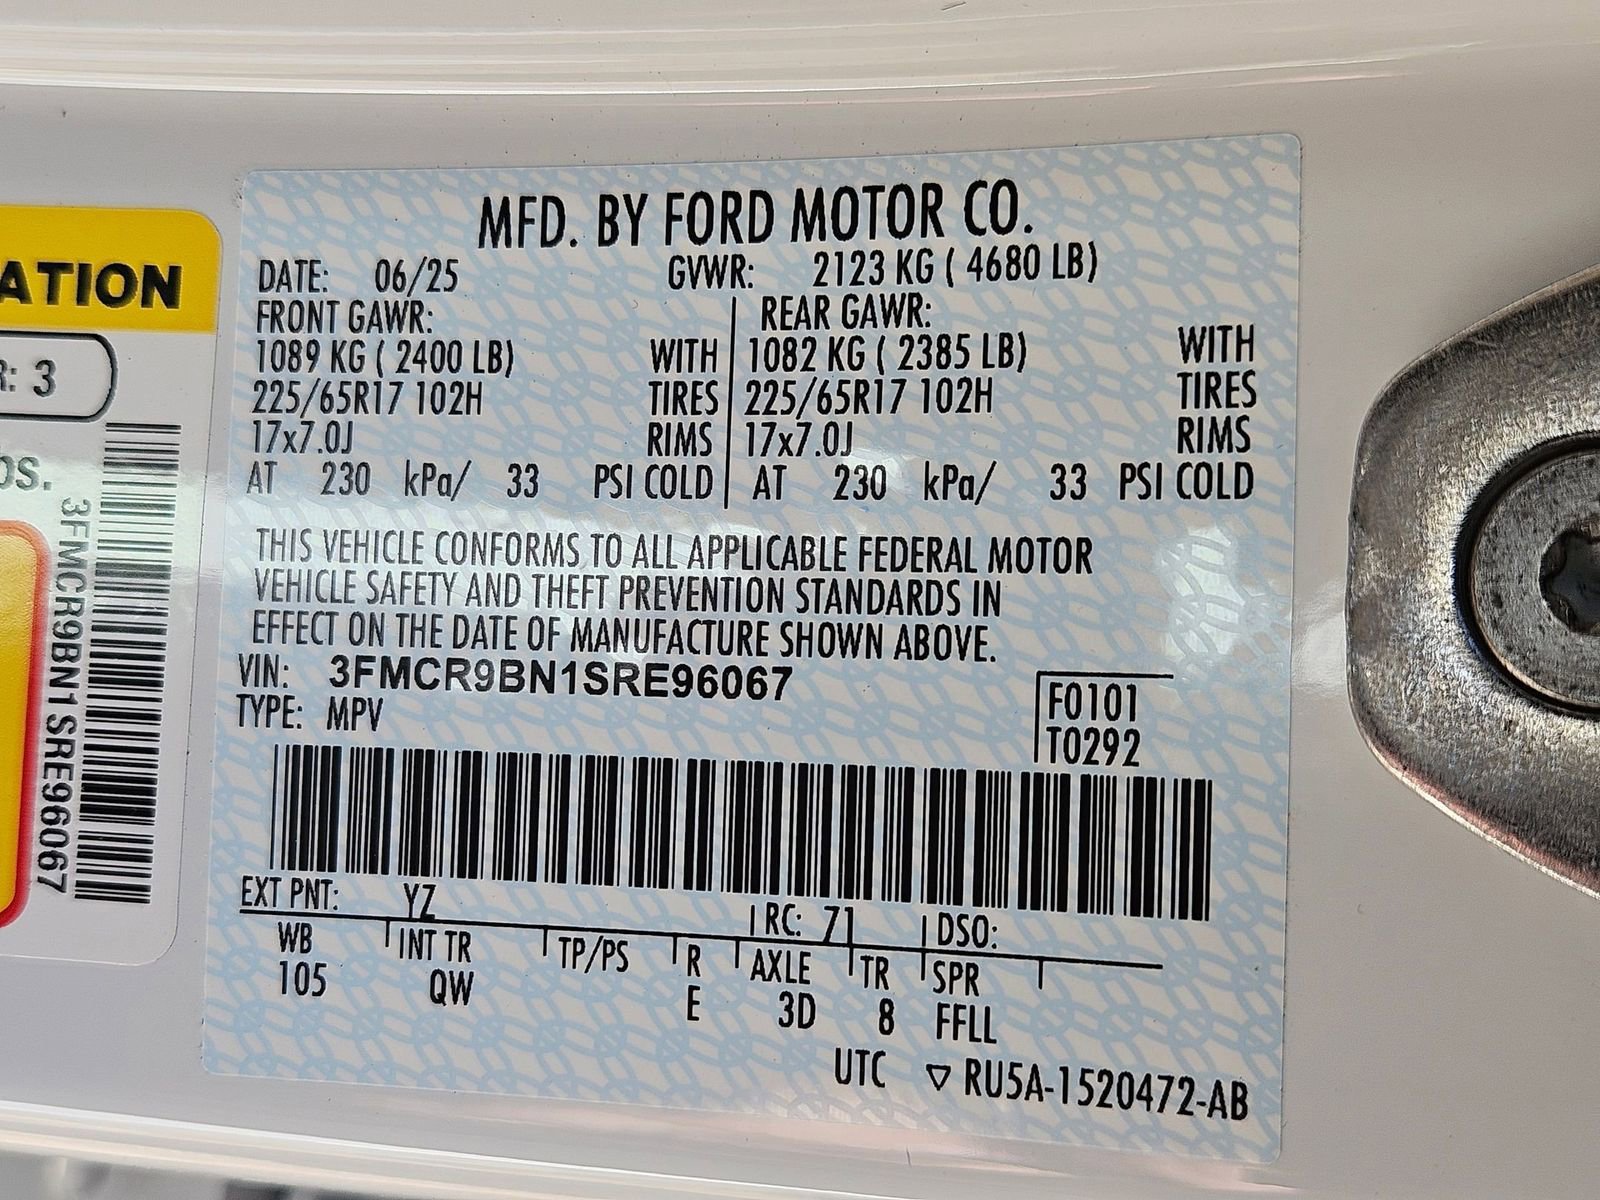 MFD. BY FORD MOTOR CO.
DATE: 06/25 GVWR: 2123 KG ( 4680 LB)
FRONT GAWR: REAR GAWR:
1089 KG ( 2400 LB) WITH 1082 KG ( 2385 LB) WITH
225/65R17 102H TIRES 225/65R17 102H TIRES
17x7.0J RIMS 17x7.0J RIMS
AT 230 kPa/ 33 PSI COLD AT 230 kPa/ 33 PSI COLD
THIS VEHICLE CONFORMS TO ALL APPLICABLE FEDERAL MOTOR
VEHICLE SAFETY AND THEFT PREVENTION STANDARDS IN
EFFECT ON THE DATE OF MANUFACTURE SHOWN ABOVE.
VIN: 3FMCR9BN1SRE96067
TYPE: MPV
F0101
T0292
EXT PNT: YZ RC: 71 DSO:
WB INT TR TP/PS R AXLE TR SPR
105 QW E 3D 8 FFLL
UTC ▽ RU5A-1520472-AB
ATION
R: 3
bs.
3FMCR9BN1SRE96067